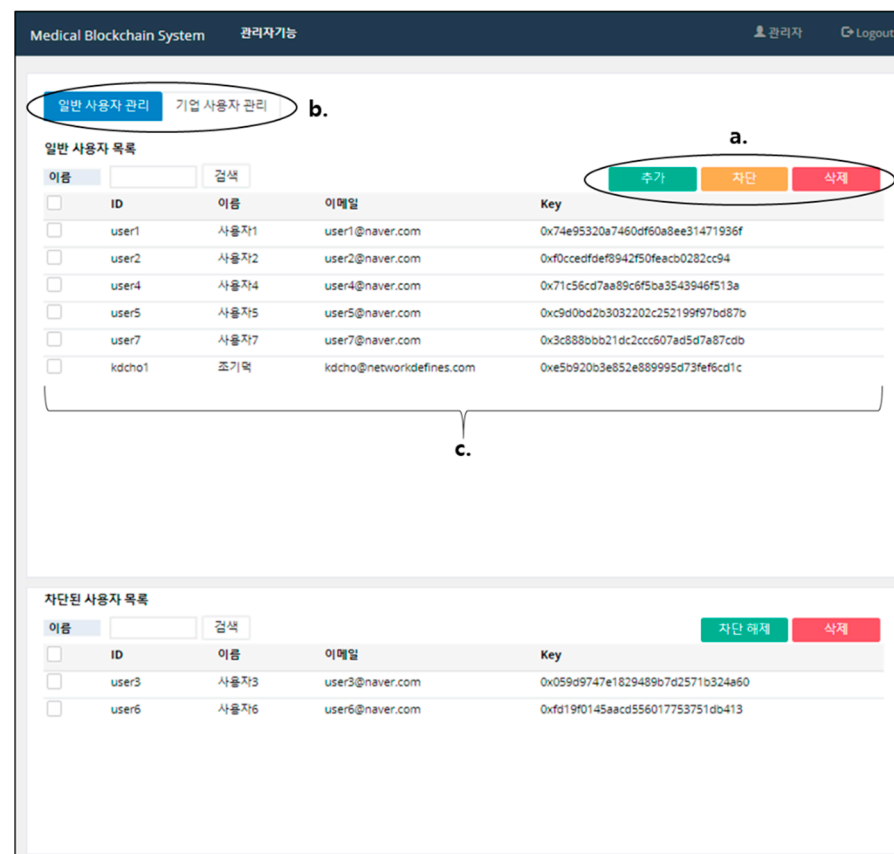 Medical Blockchain System 관리자기능 관리자 Logout
일반 사용자 관리 기업 사용자 관리 b.
일반 사용자 목록 a.
이름 검색 추가 차단 삭제
ID 이름 이메일 Key
user1 사용자1 user1@naver.com 0x74e95320a7460df60a8ee31471936f
user2 사용자2 user2@naver.com 0xf0ccedfdef8942f50feacb0282cc94
user4 사용자4 user4@naver.com 0x71c56cd7aa89c6f5ba3543946f513a
user5 사용자5 user5@naver.com 0xc9d0bd2b3032202c252199f97bd87b
user7 사용자7 user7@naver.com 0x3c888bbb21dc2ccc607ad5d7a87cdb
kdcho1 조기덕 kdcho@networkdefines.com 0xe5b920b3e852e889995d73fef6cd1c
c.
차단된 사용자 목록
이름 검색 차단 해제 삭제
ID 이름 이메일 Key
user3 사용자3 user3@naver.com 0x059d9747e1829489b7d2571b324a60
user6 사용자6 user6@naver.com 0xfd19f0145aacd556017753751db413